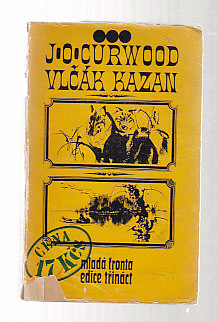 J·O·CURWOOD
VLČÁK KAZAN
CENA
17 KČS
mladá fronta
edice třináct